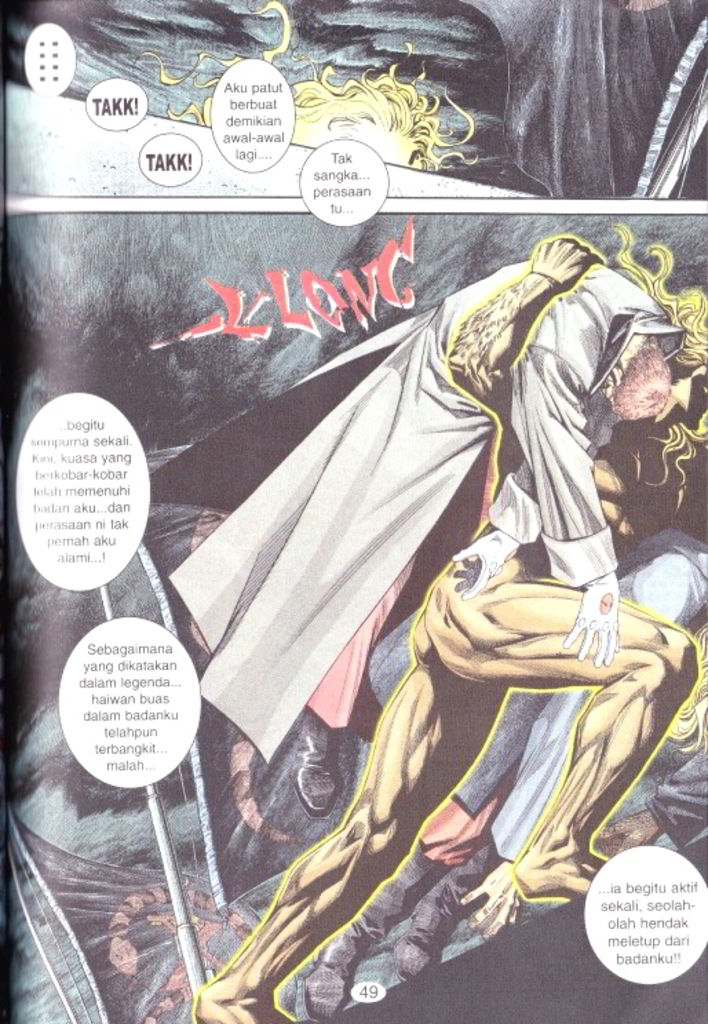 TAKK!
TAKK!
Aku patut
berbuat
demikian
awal-awal
lagi....
Tak
sangka...
perasaan
tu...
KLONG
..begitu
sempurna sekali.
Kini, kuasa yang
berkobar-kobar
telah memenuhi
badan aku...dan
perasaan ni tak
pernah aku
alami...!
Sebagaimana
yang dikatakan
dalam legenda...
haiwan buas
dalam badanku
telahpun
terbangkit...
malah...
...ia begitu aktif
sekali, seolah-
olah hendak
meletup dari
badanku!!
49